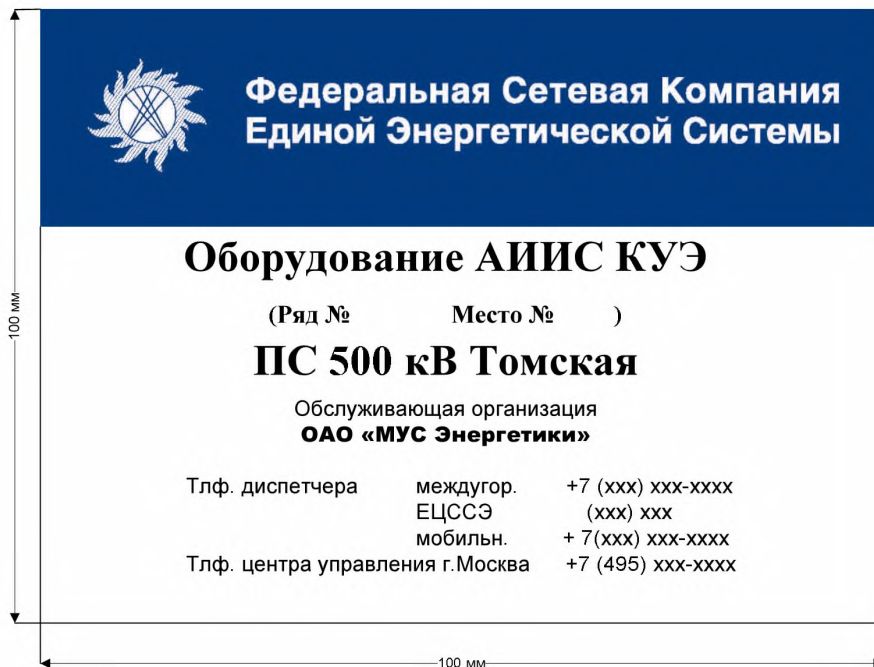 Федеральная Сетевая Компания
Единой Энергетической Системы
Оборудование АИИС КУЭ
(Ряд № Место № )
ПС 500 кВ Томская
Обслуживающая организация
ОАО «МУС Энергетики»
Тлф. диспетчера междугор. +7 (xxx) xxx-xxxx
ЕЦССЭ (xxx) xxx
мобильн. + 7(xxx) xxx-xxxx
Тлф. центра управления г.Москва +7 (495) xxx-xxxx
100 мм
100 мм